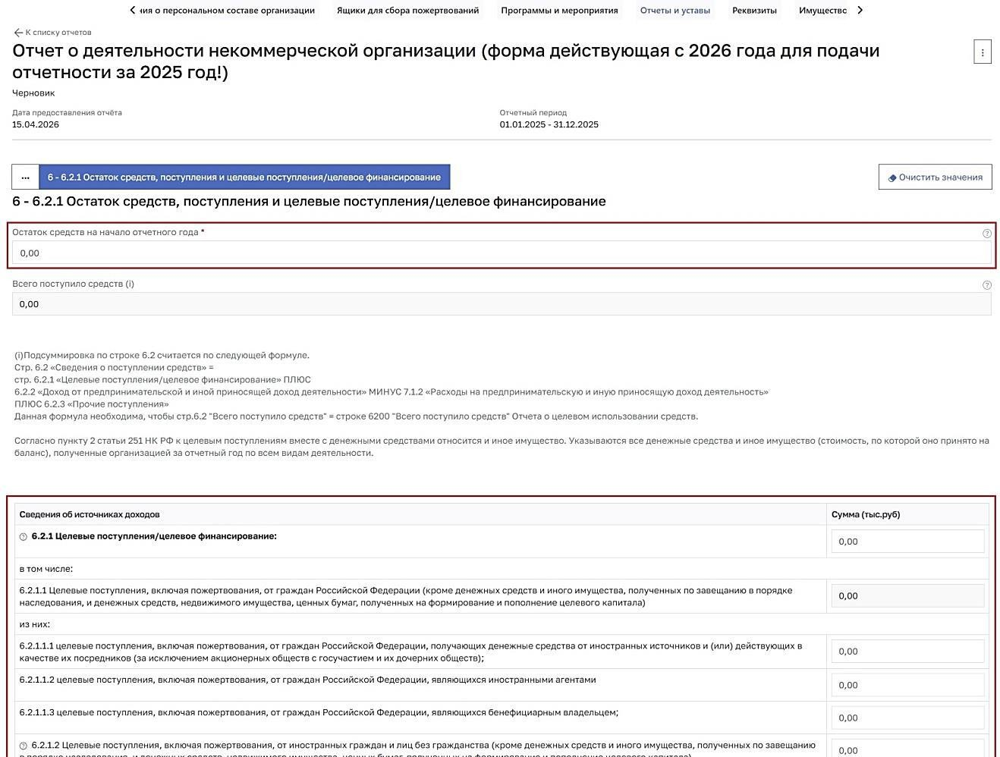 ия о персональном составе организации Ящики для сбора пожертвований Программы и мероприятия Отчеты и уставы Реквизиты Имущество
К списку отчетов
Отчет о деятельности некоммерческой организации (форма действующая с 2026 года для подачи
отчетности за 2025 год!)
Черновик
Дата предоставления отчёта Отчетный период
15.04.2026 01.01.2025 - 31.12.2025
... 6 - 6.2.1 Остаток средств, поступления и целевые поступления/целевое финансирование Очистить значения
6 - 6.2.1 Остаток средств, поступления и целевые поступления/целевое финансирование
Остаток средств на начало отчетного года *
0,00
Всего поступило средств (i)
0,00
(i)Подсуммировка по строке 6.2 считается по следующей формуле.
Стр. 6.2 «Сведения о поступлении средств» =
стр. 6.2.1 «Целевые поступления/целевое финансирование» ПЛЮС
6.2.2 «Доход от предпринимательской и иной приносящей доход деятельности» МИНУС 7.1.2 «Расходы на предпринимательскую и иную приносящую доход деятельность»
ПЛЮС 6.2.3 «Прочие поступления»
Данная формула необходима, чтобы стр.6.2 "Всего поступило средств" = строке 6200 "Всего поступило средств" Отчета о целевом использовании средств.
Согласно пункту 2 статьи 251 НК РФ к целевым поступлениям вместе с денежными средствами относится и иное имущество. Указываются все денежные средства и иное имущество (стоимость, по которой оно принято на
баланс), полученные организацией за отчетный год по всем видам деятельности.
Сведения об источниках доходов Сумма (тыс.руб)
6.2.1 Целевые поступления/целевое финансирование: 0,00
в том числе:
6.2.1.1 Целевые поступления, включая пожертвования, от граждан Российской Федерации (кроме денежных средств и иного имущества, полученных по завещанию в порядке
наследования, и денежных средств, недвижимого имущества, ценных бумаг, полученных на формирование и пополнение целевого капитала) 0,00
из них:
6.2.1.1.1 целевые поступления, включая пожертвования, от граждан Российской Федерации, получающих денежные средства от иностранных источников и (или) действующих в
качестве их посредников (за исключением акционерных обществ с госучастием и их дочерних обществ); 0,00
6.2.1.1.2 целевые поступления, включая пожертвования, от граждан Российской Федерации, являющихся иностранными агентами 0,00
6.2.1.1.3 целевые поступления, включая пожертвования, от граждан Российской Федерации, являющихся бенефициарным владельцем; 0,00
6.2.1.2 Целевые поступления, включая пожертвования, от иностранных граждан и лиц без гражданства (кроме денежных средств и иного имущества, полученных по завещанию 0,00